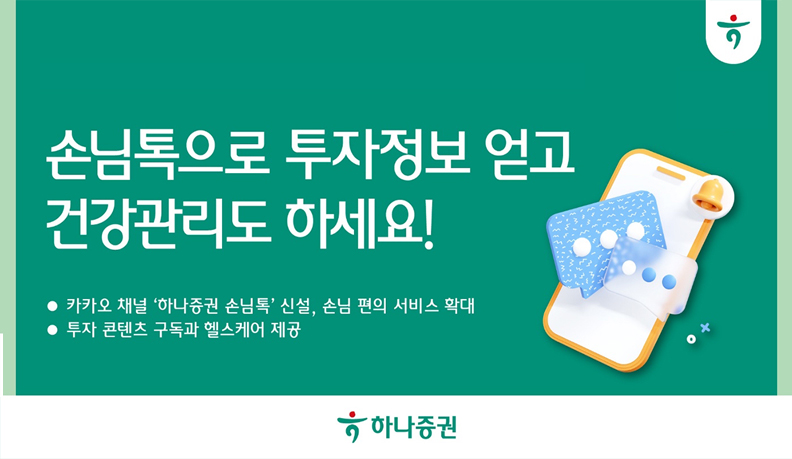 손님톡으로 투자정보 얻고
건강관리도 하세요!
● 카카오 채널 ‘하나증권 손님톡’ 신설, 손님 편의 서비스 확대
● 투자 콘텐츠 구독과 헬스케어 제공
하나증권